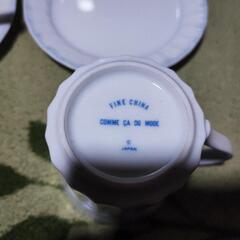 FINE CHINA
COMME ÇA DU MODE
©
JAPAN